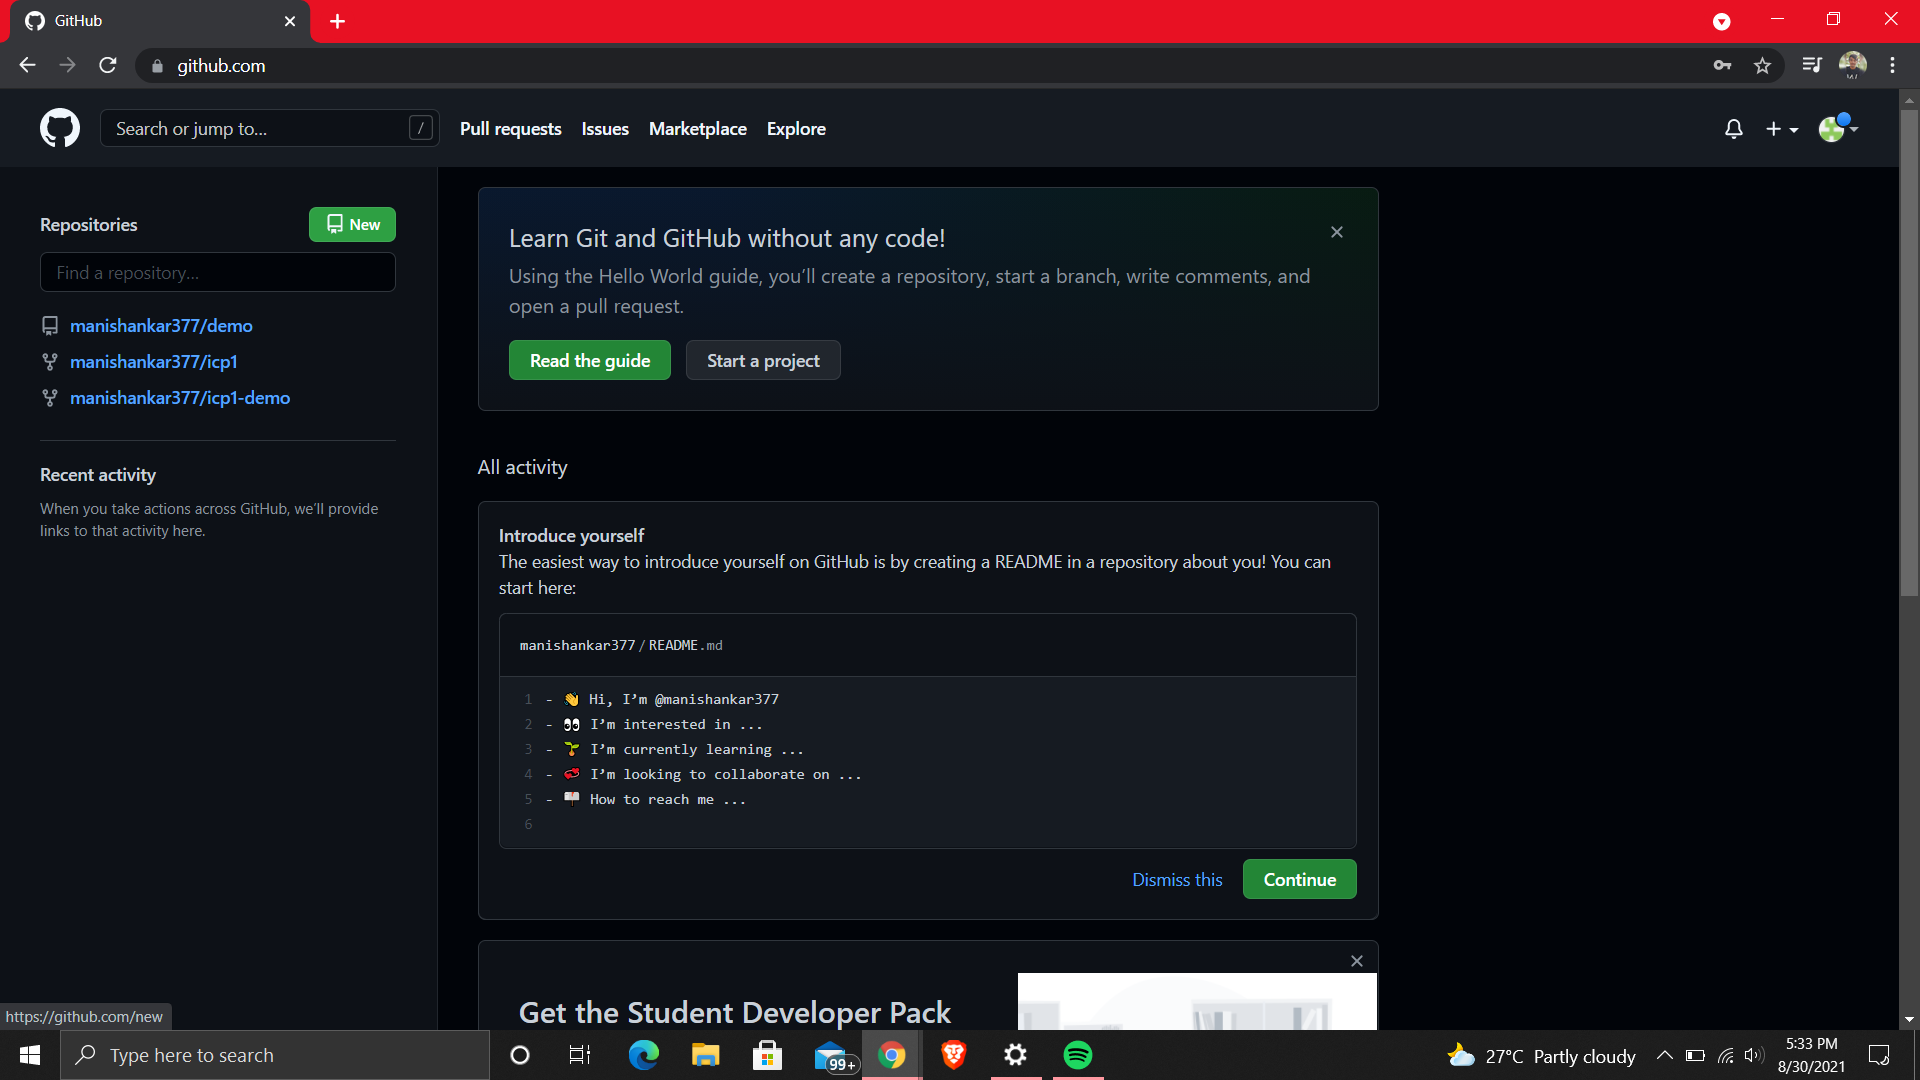 GitHub
github.com
Search or jump to...
/
Pull requests
Issues
Marketplace
Explore
Repositories
New
Find a repository...
manishankar377/demo
manishankar377/icp1
manishankar377/icp1-demo
Recent activity
When you take actions across GitHub, we'll provide
links to that activity here.
Learn Git and GitHub without any code!
Using the Hello World guide, you'll create a repository, start a branch, write comments, and
open a pull request.
Read the guide
Start a project
All activity
Introduce yourself
The easiest way to introduce yourself on GitHub is by creating a README in a repository about you! You can
start here:
manishankar377 / README.md
1 - 👋 Hi, I’m @manishankar377
2 - 👀 I’m interested in ...
3 - 🌱 I’m currently learning ...
4 - 💞️ I’m looking to collaborate on ...
5 - 📫 How to reach me ...
6
Dismiss this
Continue
Get the Student Developer Pack
https://github.com/new
Type here to search
99+
27°C Partly cloudy
5:33 PM
8/30/2021